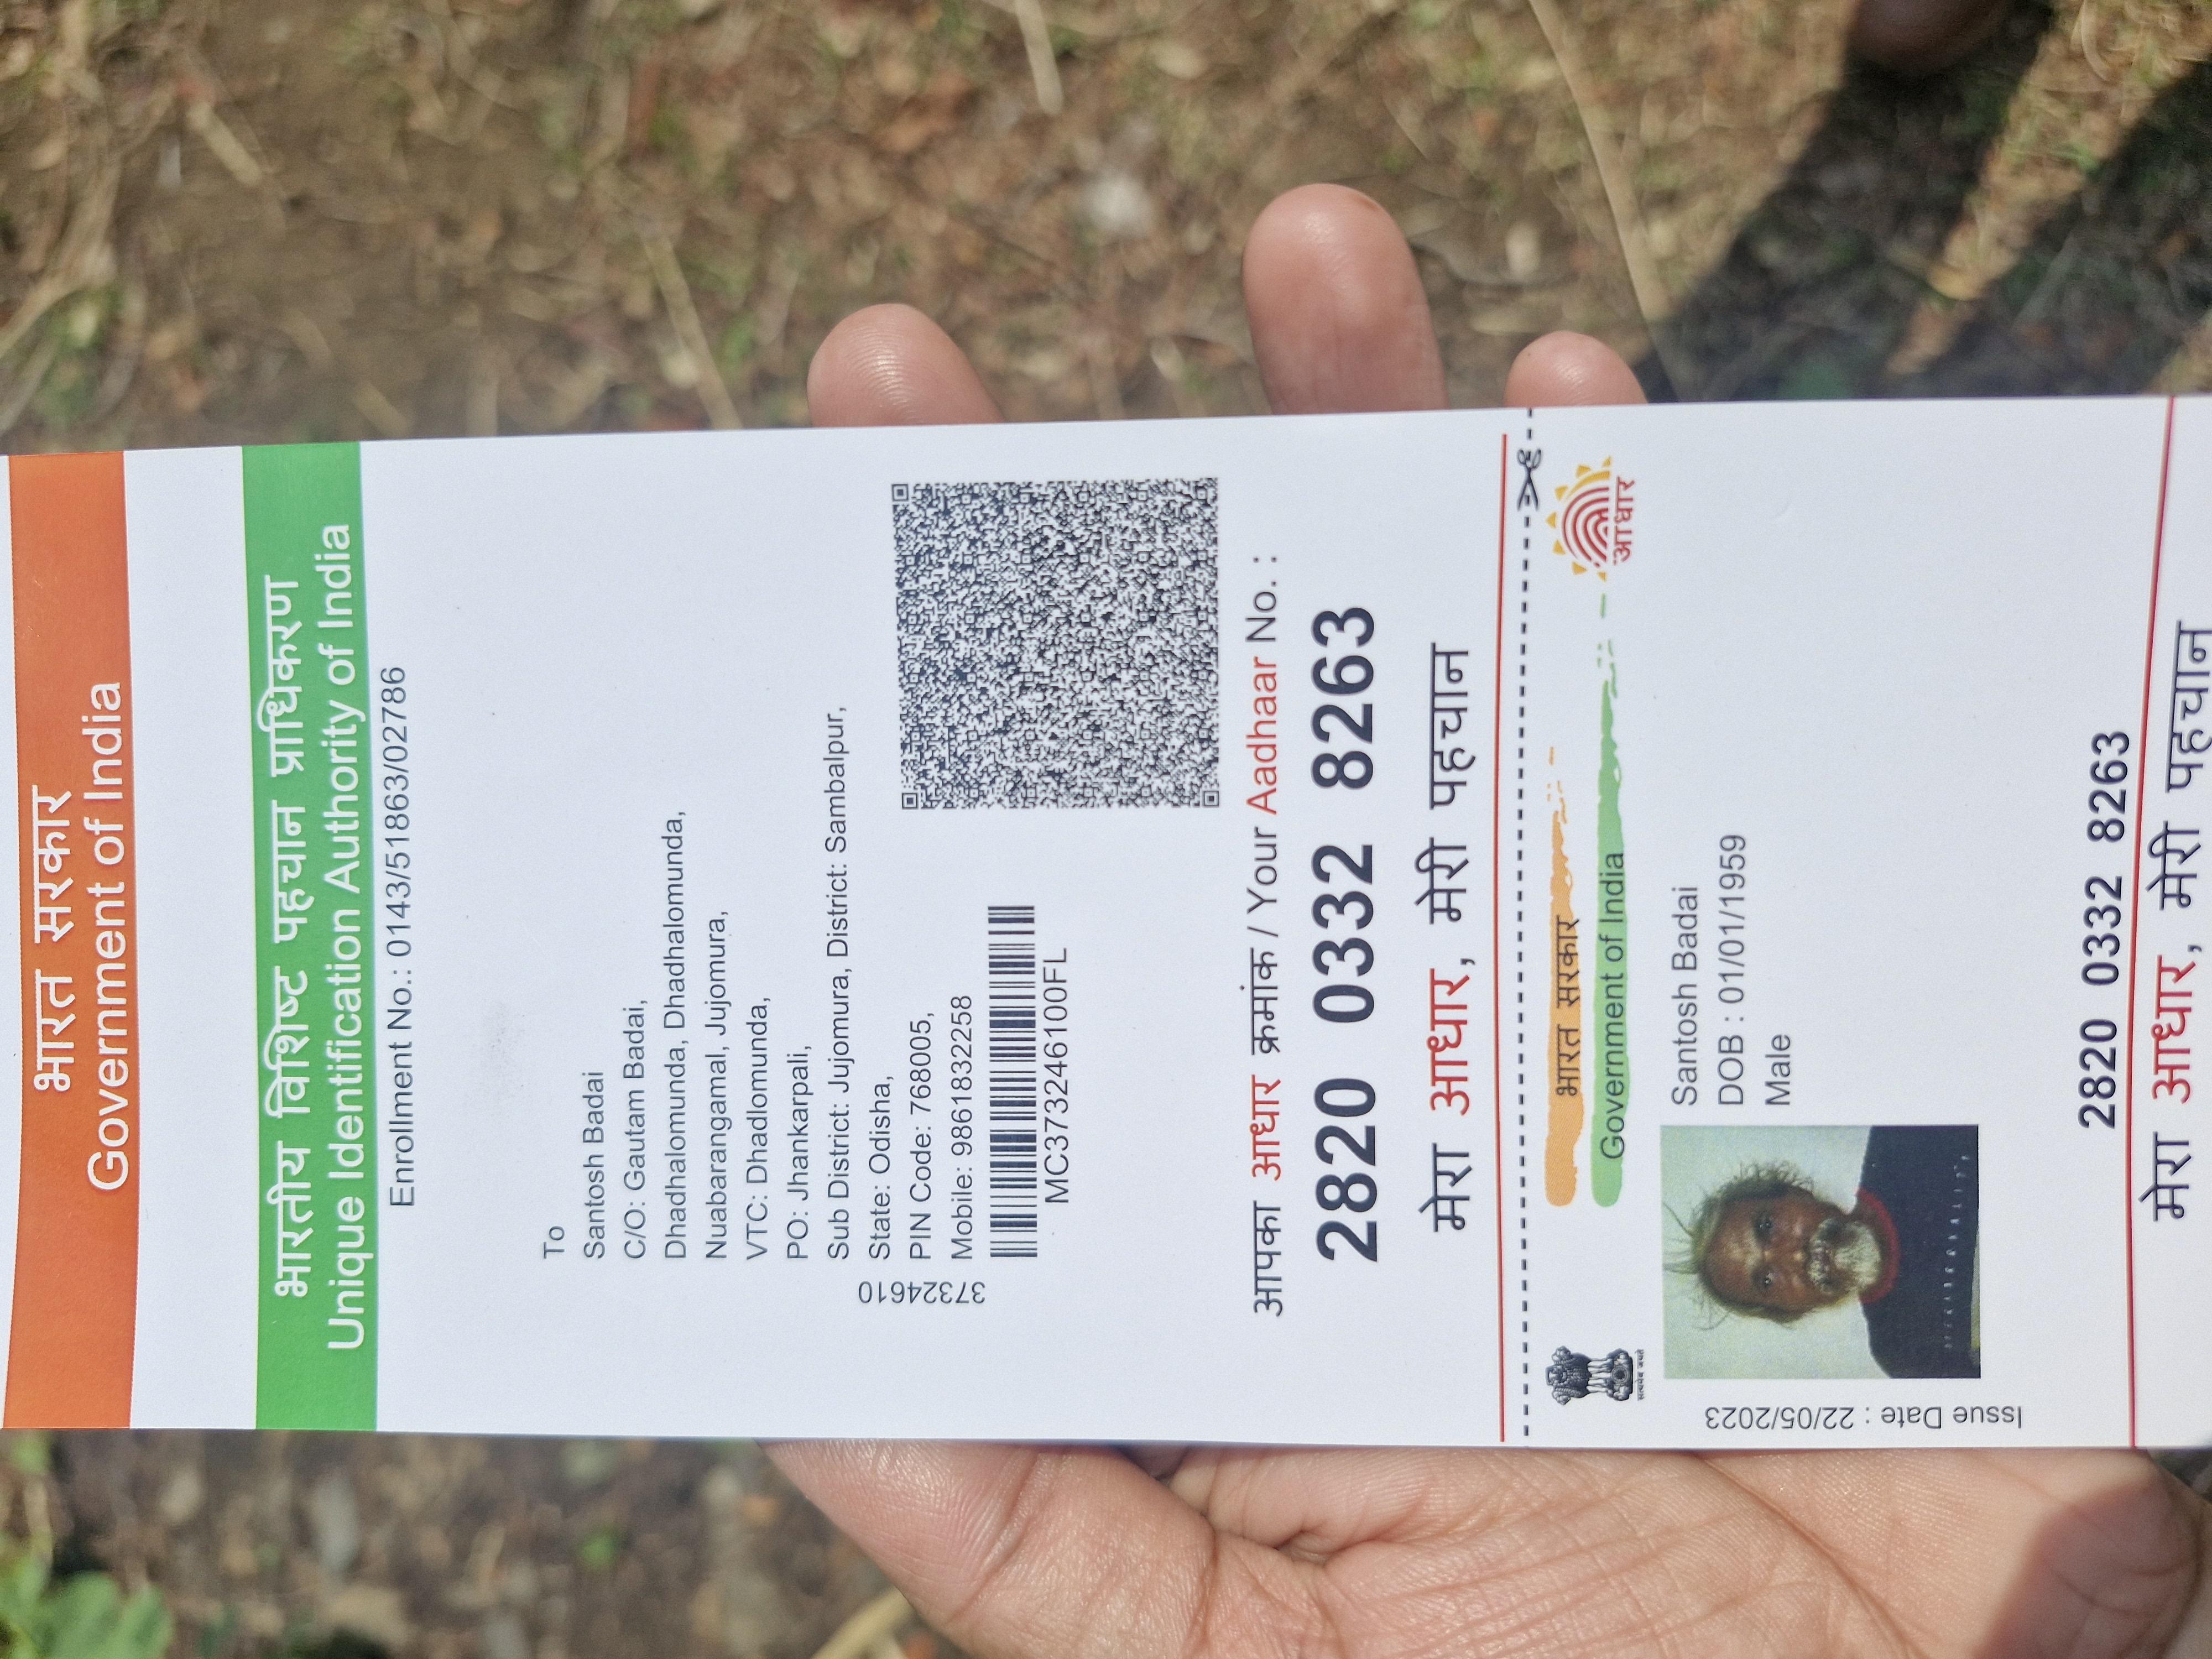 भारत सरकार
Government of India
भारतीय विशिष्ट पहचान प्राधिकरण
Unique Identification Authority of India
Enrollment No.: 0143/51863/02786
To
Santosh Badai
C/O: Gautam Badai,
Dhadhalomunda, Dhadhalomunda,
Nuabarangamal, Jujomura,
VTC: Dhadlomunda,
PO: Jhankarpali,
Sub District: Jujomura, District: Sambalpur,
State: Odisha,
PIN Code: 768005,
Mobile: 9861832258
37324610
MC373246100FL
आपका आधार क्रमांक / Your Aadhaar No. :
2820 0332 8263
मेरा आधार, मेरी पहचान
सत्यमेव जयते
भारत सरकार
Government of India
आधार
Issue Date : 22/05/2023
Santosh Badai
DOB : 01/01/1959
Male
2820 0332 8263
मेरा आधार, मेरी पहचान